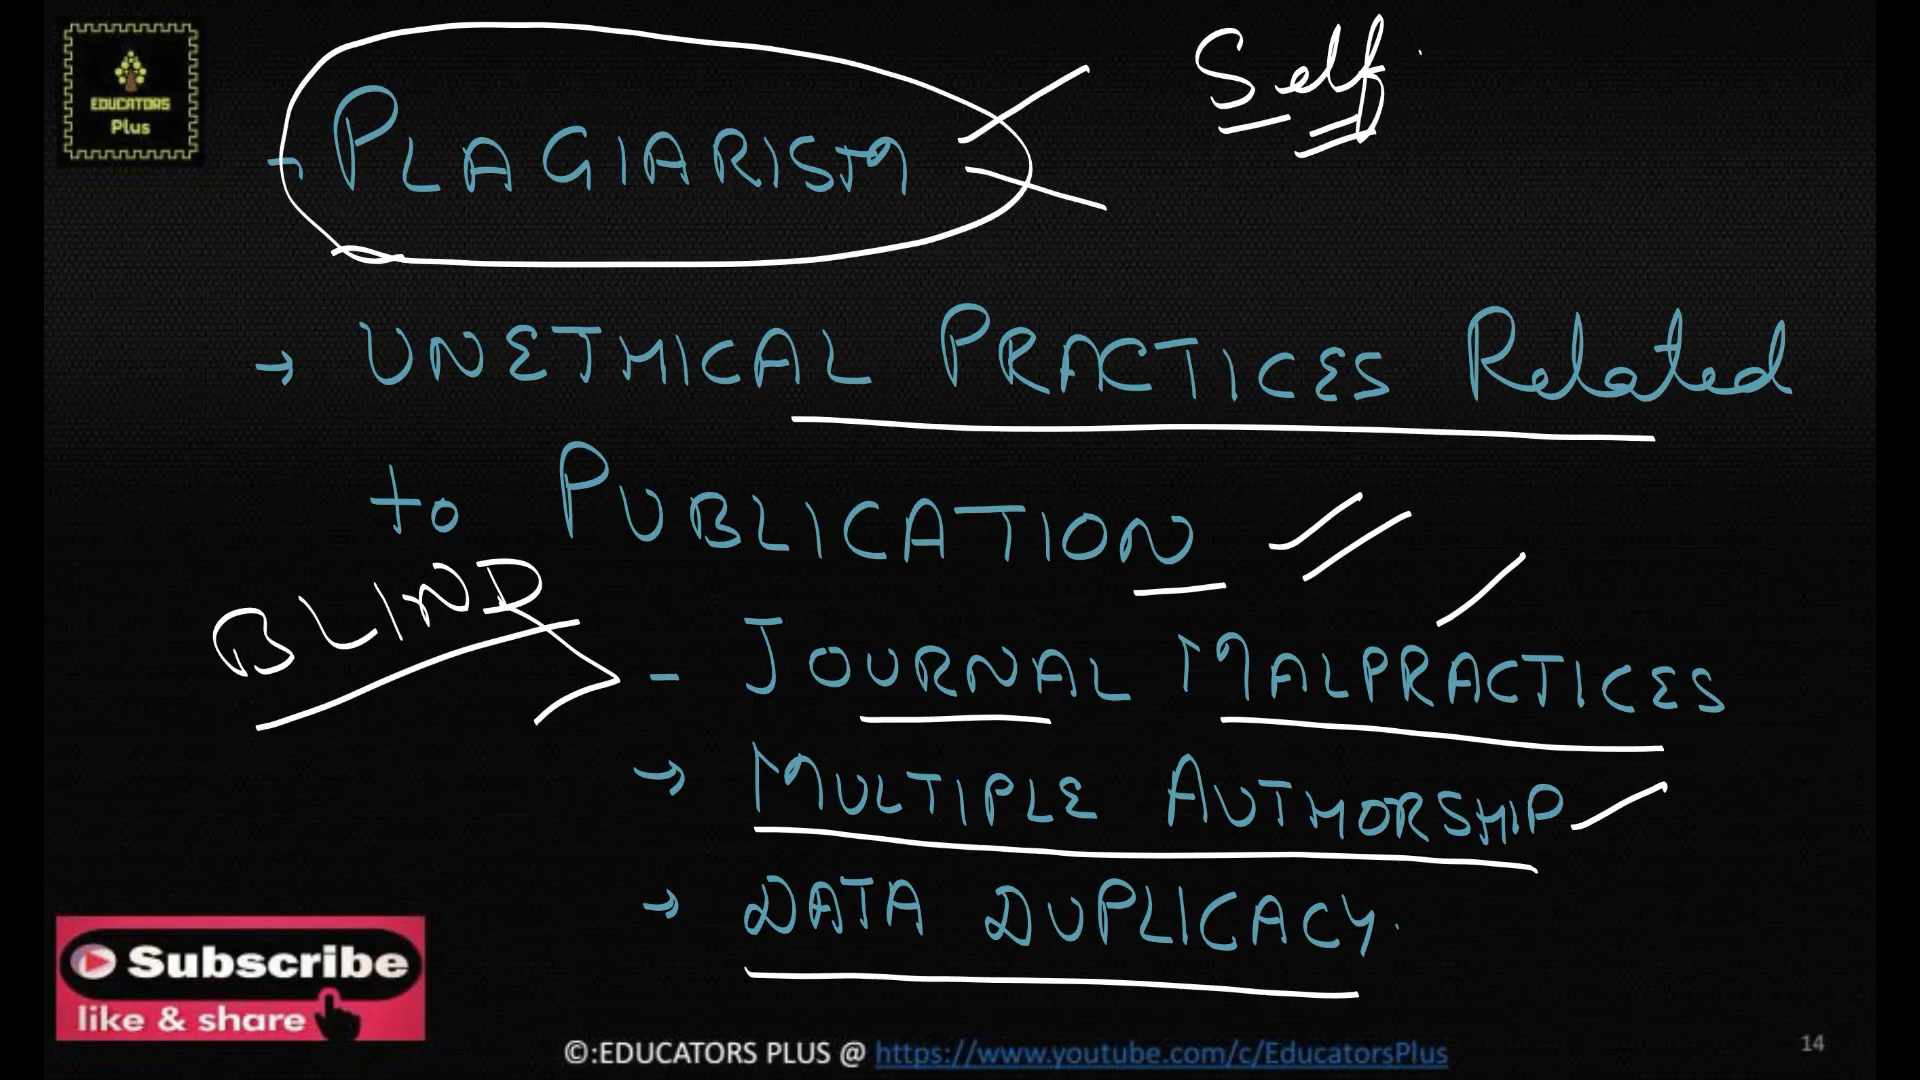 EDUCATORS
Plus
Self
- PLAGIARISM
→ UNETHICAL PRACTICES Related
to PUBLICATION
BLIND
- JOURNAL MALPRACTICES
→ MULTIPLE AUTHORSHIP
→ DATA DUPLICACY.
Subscribe
like & share
©:EDUCATORS PLUS @ https://www.youtube.com/c/EducatorsPlus
14